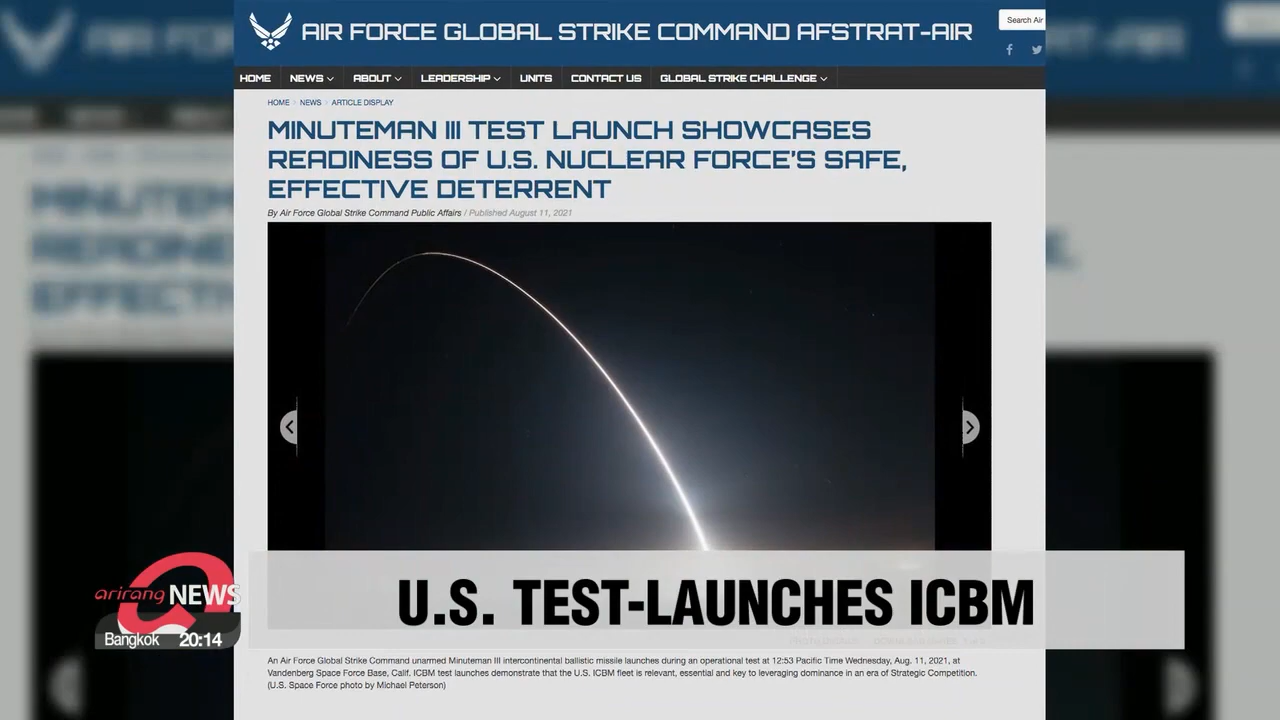 AIR FORCE GLOBAL STRIKE COMMAND AFSTRAT-AIR
Search Air
HOME NEWS ABOUT LEADERSHIP UNITS CONTACT US GLOBAL STRIKE CHALLENGE
HOME NEWS ARTICLE DISPLAY
MINUTEMAN III TEST LAUNCH SHOWCASES
READINESS OF U.S. NUCLEAR FORCE'S SAFE,
EFFECTIVE DETERRENT
By Air Force Global Strike Command Public Affairs / Published August 11, 2021
arirang NEWS
Bangkok 20:14
U.S. TEST-LAUNCHES ICBM
An Air Force Global Strike Command unarmed Minuteman III intercontinental ballistic missile launches during an operational test at 12:53 Pacific Time Wednesday, Aug. 11, 2021, at
Vandenberg Space Force Base, Calif. ICBM test launches demonstrate that the U.S. ICBM fleet is relevant, essential and key to leveraging dominance in an era of Strategic Competition.
(U.S. Space Force photo by Michael Peterson)